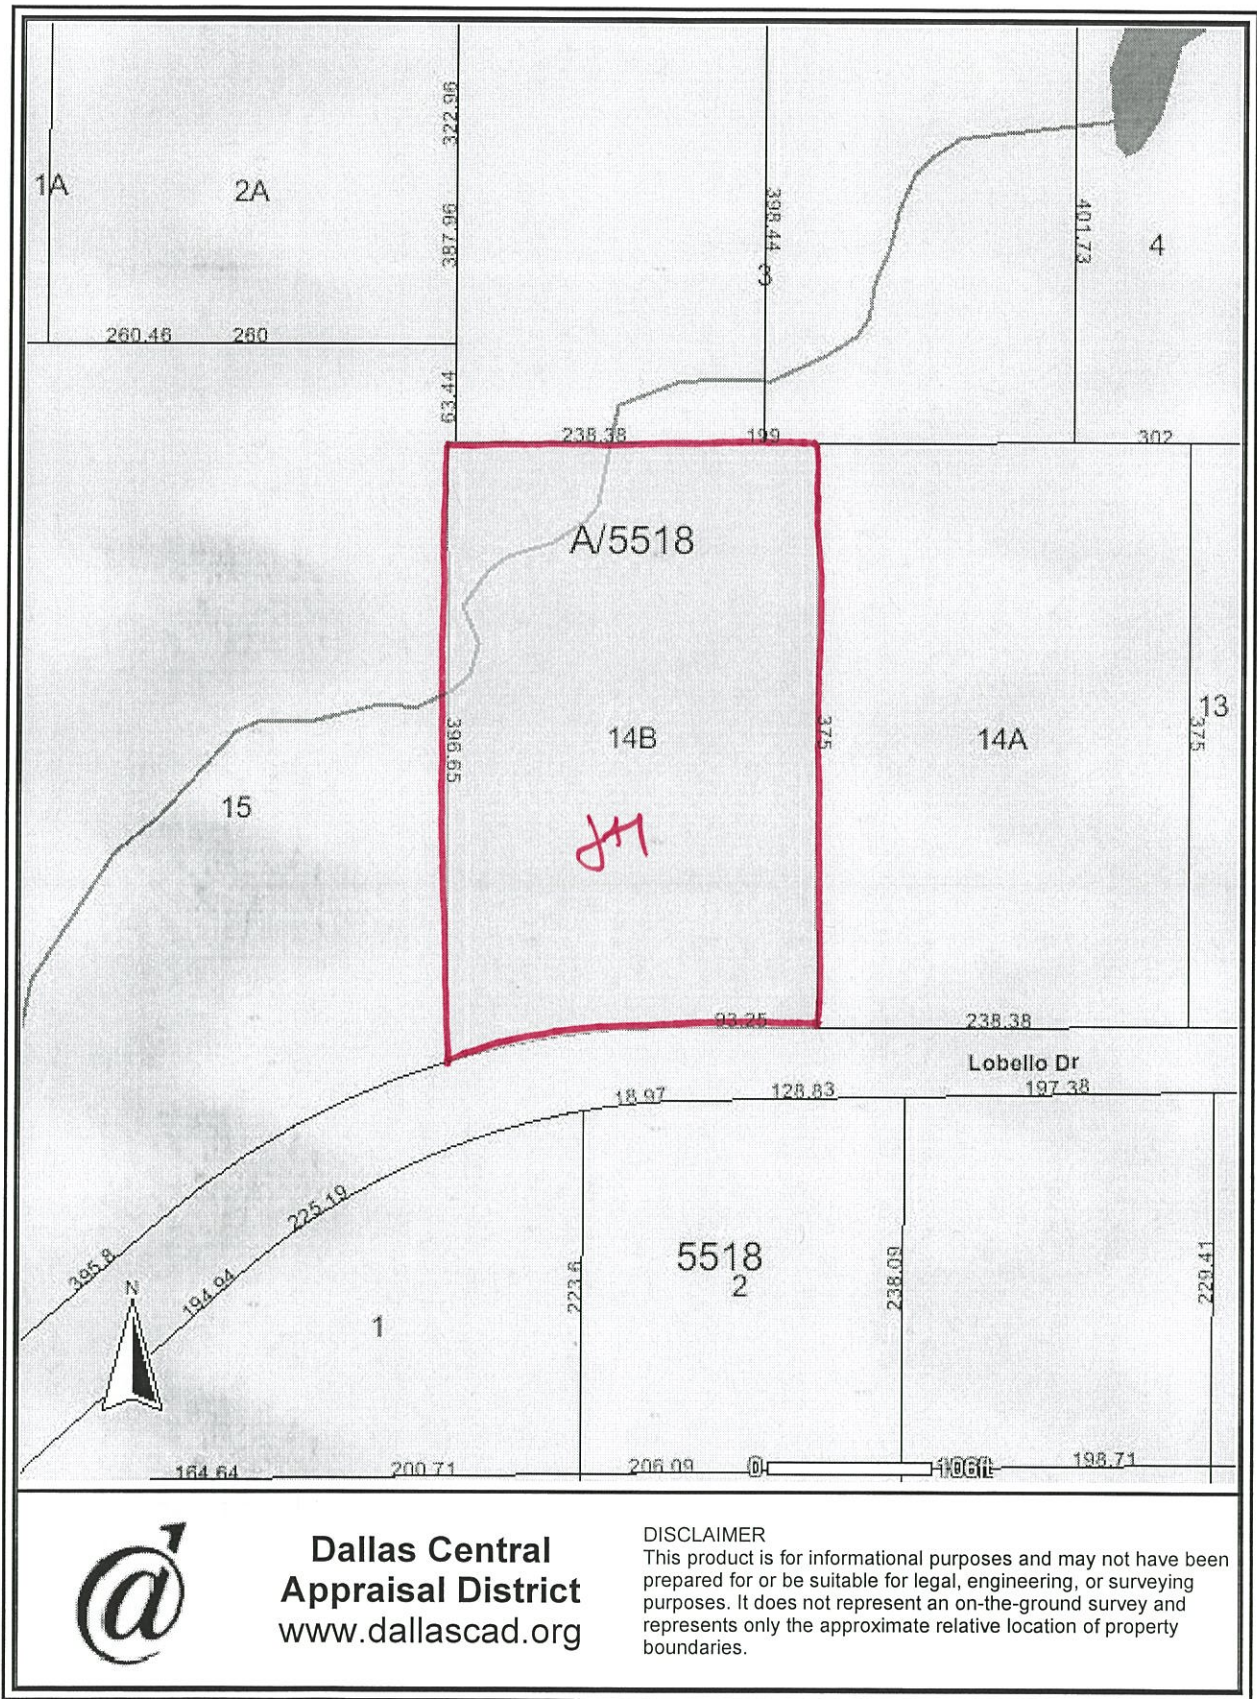 322.96
1A
2A
387.96
398.44
3
401.73
4
260.46
280
63.44
238.38
199
302
A/5518
396.65
14B
375
14A
375
13
15
93.25
238.38
Lobello Dr
18.97
128.83
197.38
225.19
395.8
194.94
N
1
223.6
5518
2
238.09
229.41
164.64
200.71
206.09
0
106ft
198.71
@
Dallas Central
Appraisal District
www.dallascad.org
DISCLAIMER
This product is for informational purposes and may not have been
prepared for or be suitable for legal, engineering, or surveying
purposes. It does not represent an on-the-ground survey and
represents only the approximate relative location of property
boundaries.